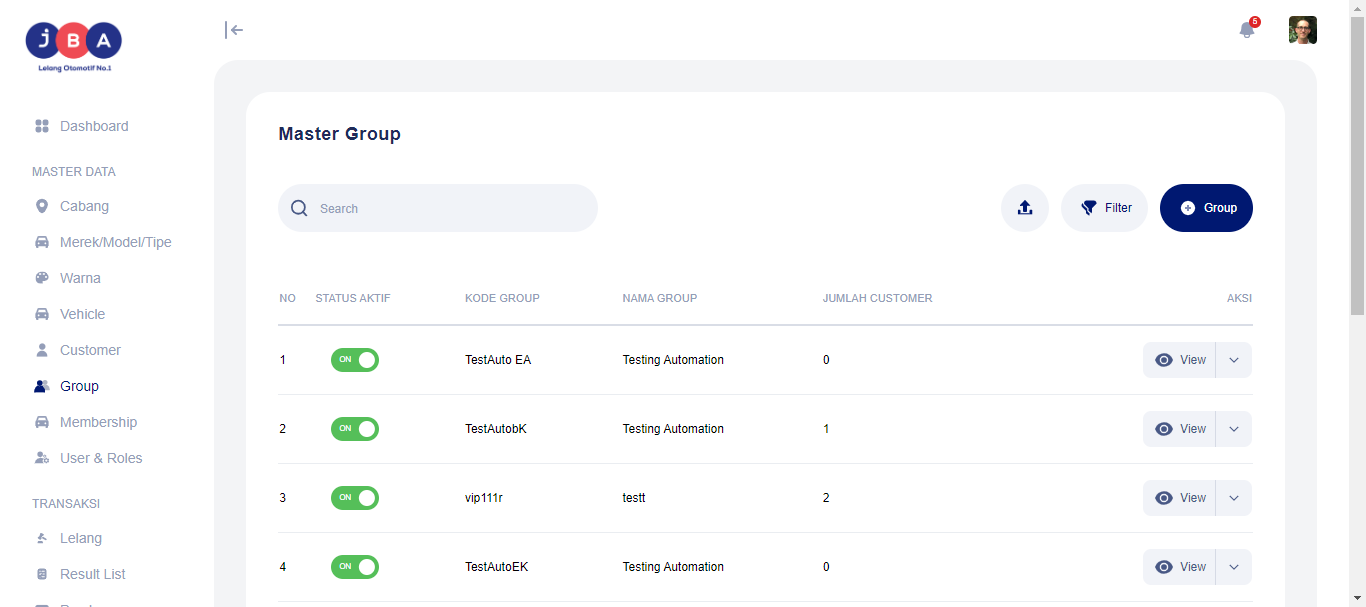 JBA
Lelang Otomotif No.1
5
Dashboard
MASTER DATA
Cabang
Merek/Model/Tipe
Warna
Vehicle
Customer
Group
Membership
User & Roles
TRANSAKSI
Lelang
Result List
Master Group
Search
Filter
Group
NO STATUS AKTIF KODE GROUP NAMA GROUP JUMLAH CUSTOMER AKSI
1 ON TestAuto EA Testing Automation 0 View
2 ON TestAutobK Testing Automation 1 View
3 ON vip111r testt 2 View
4 ON TestAutoEK Testing Automation 0 View